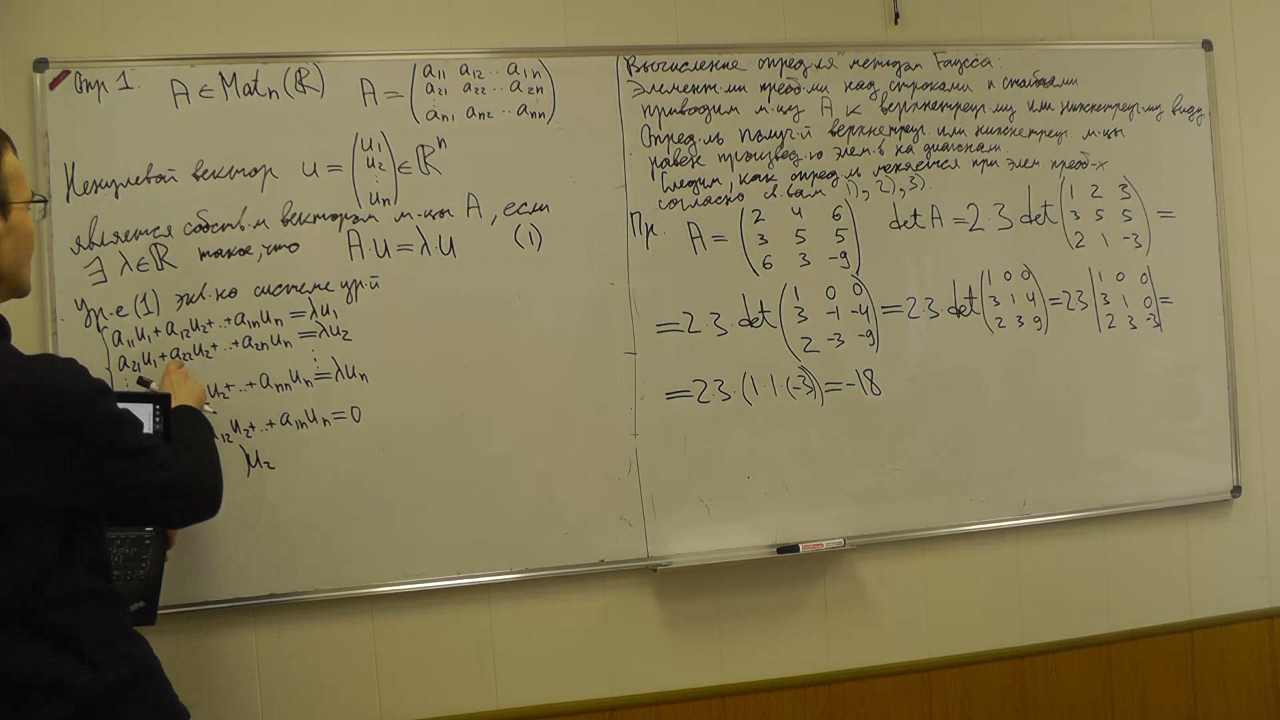 Опр 1. A ∈ Matn(ℝ) A = (a11 a12 .. a1n
a21 a22 .. a2n
⋮ ⋮
an1 an2 .. ann)
Ненулевой вектор u = (u1
u2
⋮
un) ∈ ℝⁿ
является собств-м вектором м-цы A, если
∃ λ∈ℝ такое, что A·u = λu (1)
Ур-е (1) экв-но системе ур-й
a11u1+a12u2+..+a1nun=λu1
a21u1+a22u2+..+a2nun=λu2
⋮ ⋮
u2+..+annun=λun
a12u2+..+a1nun=0
)u2
Вычисление опред-ля методом Гаусса:
Элемент-ми преоб-ми над строками и столбцами
приводим м-цу A к верхнетреуг-му или нижнетреуг-му виду
Опред-ль получ-й верхнетреуг. или нижнетреуг. м-цы
равен произвед-ю элем-в на диагонали.
Следим, как опред-ль меняется при элем. преоб-х
согласно св-вам 1), 2), 3).
Пр. A = (2 4 6
3 5 5
6 3 -9) det A = 2·3 det (1 2 3
3 5 5
2 1 -3) =
= 2·3·det (1 0 0
3 -1 -4
2 -3 -9) = 2·3·det (1 0 0
3 1 4
2 3 9) = 2·3 |1 0 0
3 1 0
2 3 -3| =
= 2·3·(1·1·(-3)) = -18